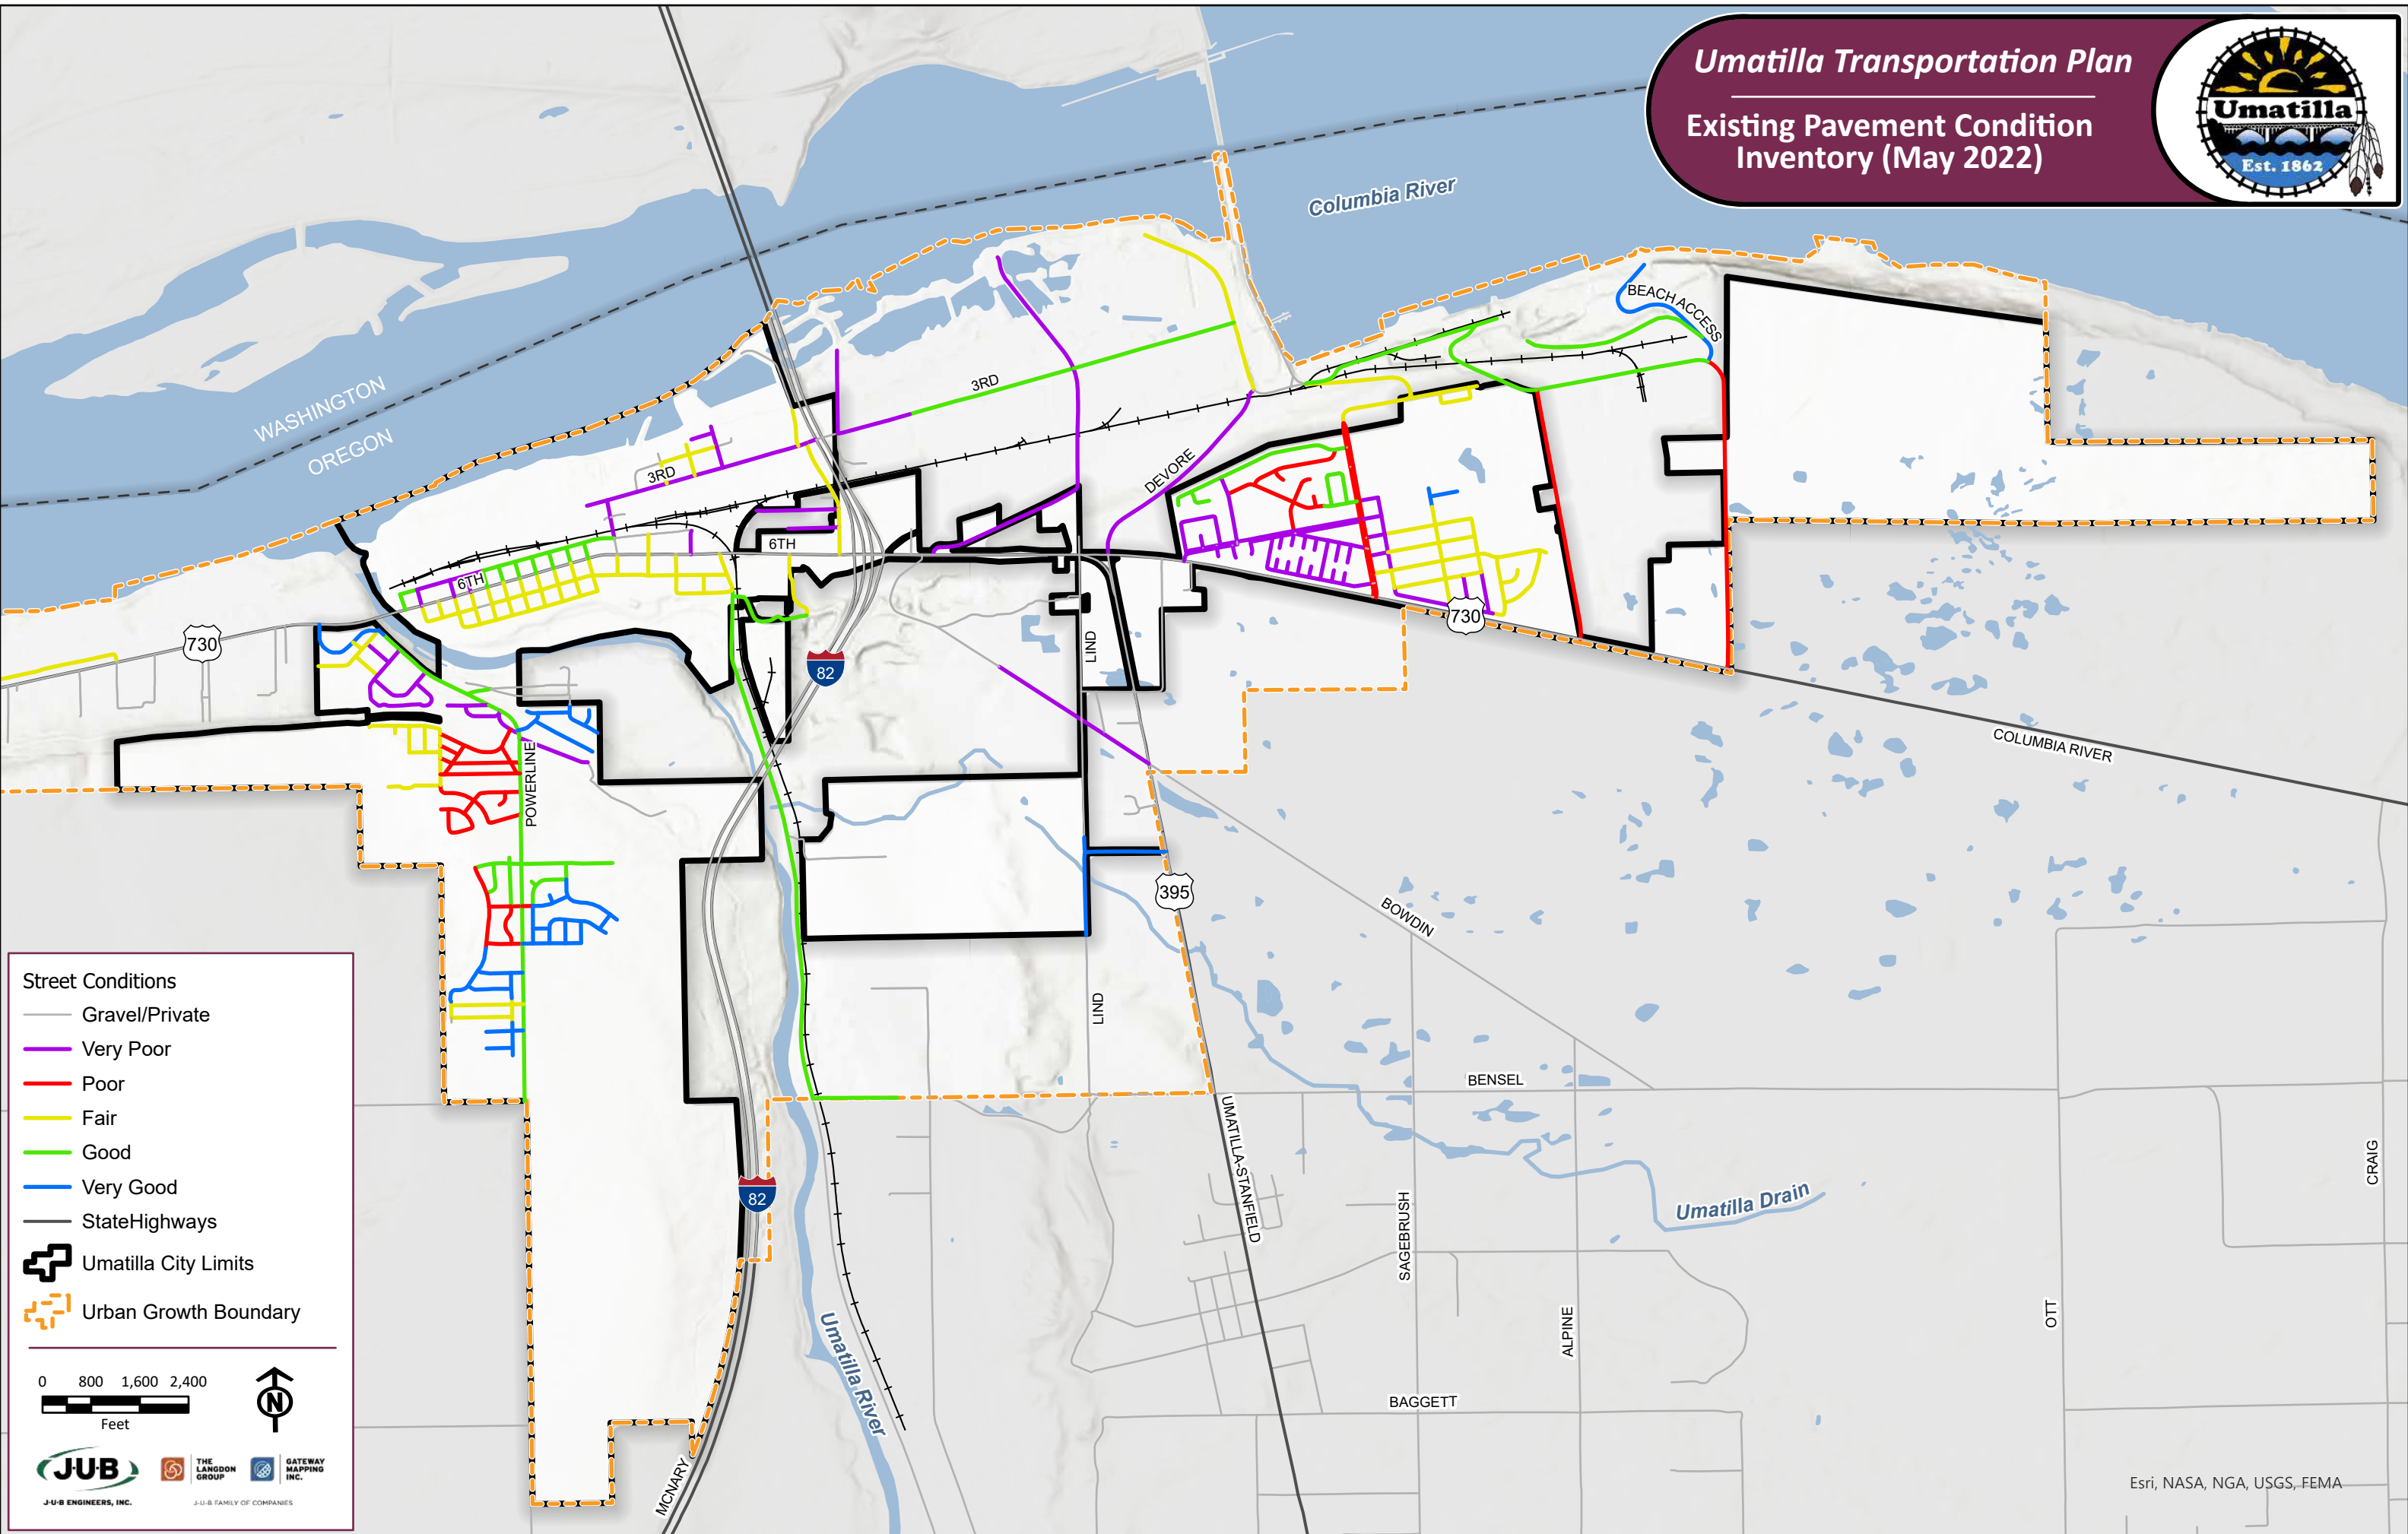 Umatilla Transportation Plan
Existing Pavement Condition
Inventory (May 2022)
Umatilla
Est. 1862
Columbia River
BEACH ACCESS
WASHINGTON
OREGON
3RD
3RD
DEVORE
6TH
6TH
730
730
82
LIND
COLUMBIA RIVER
POWERLINE
395
BOWDIN
LIND
BENSEL
UMATILLA-STANFIELD
82
SAGEBRUSH
Umatilla Drain
CRAIG
ALPINE
OTT
Umatilla River
BAGGETT
MCNARY
Street Conditions
Gravel/Private
Very Poor
Poor
Fair
Good
Very Good
StateHighways
Umatilla City Limits
Urban Growth Boundary
0 800 1,600 2,400
Feet
N
J·U·B
J·U·B ENGINEERS, INC.
THE
LANGDON
GROUP
GATEWAY
MAPPING
INC.
J·U·B FAMILY OF COMPANIES
Esri, NASA, NGA, USGS, FEMA